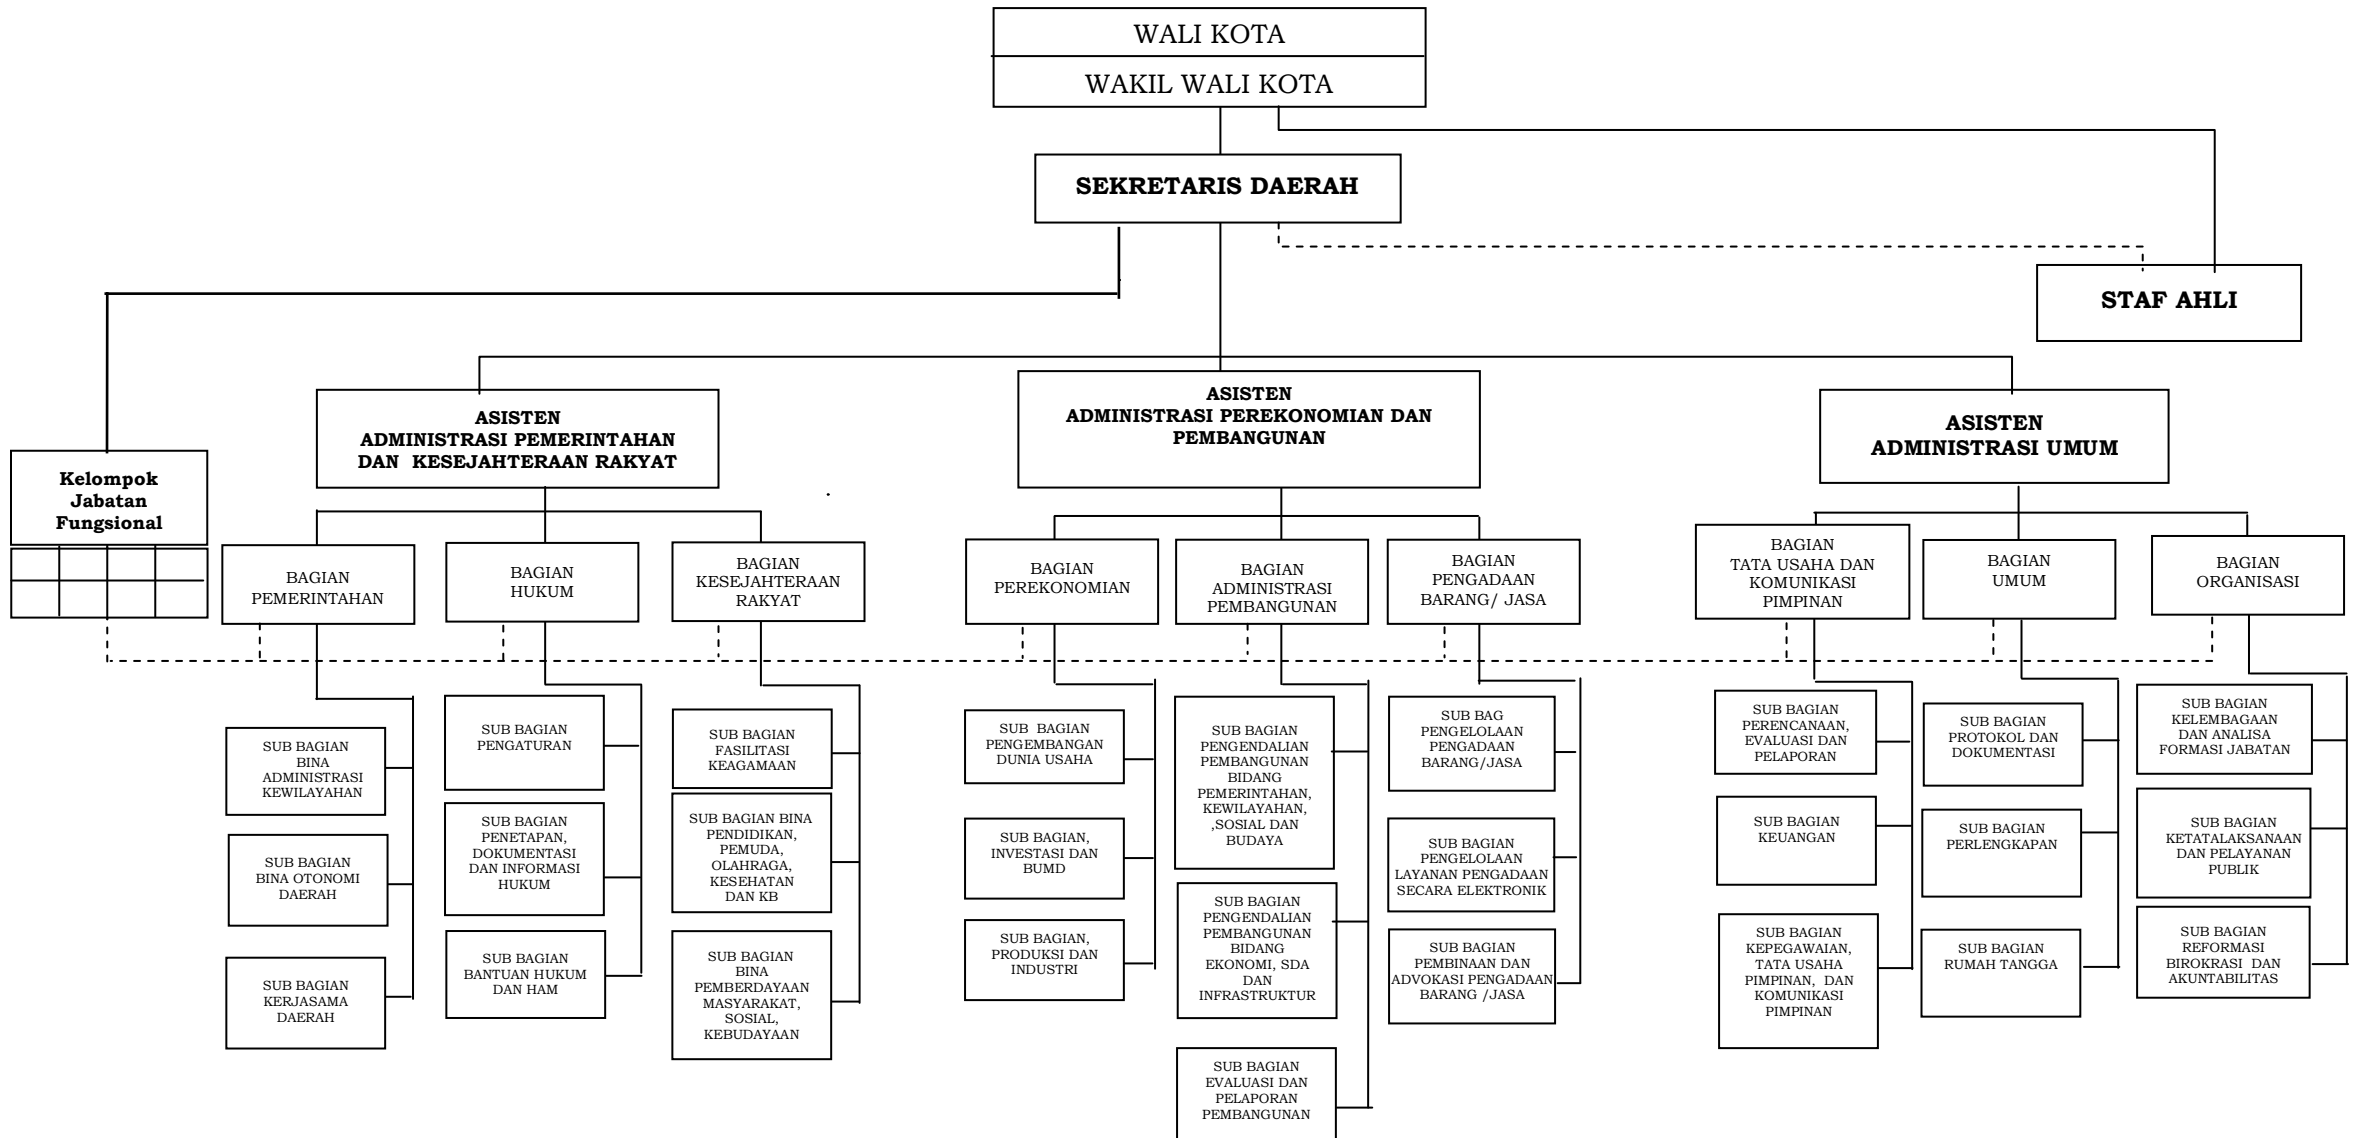 WALI KOTA
WAKIL WALI KOTA
SEKRETARIS DAERAH
STAF AHLI
ASISTEN
ADMINISTRASI PEMERINTAHAN
DAN KESEJAHTERAAN RAKYAT
ASISTEN
ADMINISTRASI PEREKONOMIAN DAN
PEMBANGUNAN
ASISTEN
ADMINISTRASI UMUM
Kelompok
Jabatan
Fungsional
BAGIAN
PEMERINTAHAN
BAGIAN
HUKUM
BAGIAN
KESEJAHTERAAN
RAKYAT
BAGIAN
PEREKONOMIAN
BAGIAN
ADMINISTRASI
PEMBANGUNAN
BAGIAN
PENGADAAN
BARANG/ JASA
BAGIAN
TATA USAHA DAN
KOMUNIKASI
PIMPINAN
BAGIAN
UMUM
BAGIAN
ORGANISASI
SUB BAGIAN
BINA
ADMINISTRASI
KEWILAYAHAN
SUB BAGIAN
BINA OTONOMI
DAERAH
SUB BAGIAN
KERJASAMA
DAERAH
SUB BAGIAN
PENGATURAN
SUB BAGIAN
PENETAPAN,
DOKUMENTASI
DAN INFORMASI
HUKUM
SUB BAGIAN
BANTUAN HUKUM
DAN HAM
SUB BAGIAN
FASILITASI
KEAGAMAAN
SUB BAGIAN BINA
PENDIDIKAN,
PEMUDA,
OLAHRAGA,
KESEHATAN
DAN KB
SUB BAGIAN
BINA
PEMBERDAYAAN
MASYARAKAT,
SOSIAL,
KEBUDAYAAN
SUB BAGIAN
PENGEMBANGAN
DUNIA USAHA
SUB BAGIAN,
INVESTASI DAN
BUMD
SUB BAGIAN,
PRODUKSI DAN
INDUSTRI
SUB BAGIAN
PENGENDALIAN
PEMBANGUNAN
BIDANG
PEMERINTAHAN,
KEWILAYAHAN,
,SOSIAL DAN
BUDAYA
SUB BAGIAN
PENGENDALIAN
PEMBANGUNAN
BIDANG
EKONOMI, SDA
DAN
INFRASTRUKTUR
SUB BAGIAN
EVALUASI DAN
PELAPORAN
PEMBANGUNAN
SUB BAG
PENGELOLAAN
PENGADAAN
BARANG/JASA
SUB BAGIAN
PENGELOLAAN
LAYANAN PENGADAAN
SECARA ELEKTRONIK
SUB BAGIAN
PEMBINAAN DAN
ADVOKASI PENGADAAN
BARANG /JASA
SUB BAGIAN
PERENCANAAN,
EVALUASI DAN
PELAPORAN
SUB BAGIAN
KEUANGAN
SUB BAGIAN
KEPEGAWAIAN,
TATA USAHA
PIMPINAN, DAN
KOMUNIKASI
PIMPINAN
SUB BAGIAN
PROTOKOL DAN
DOKUMENTASI
SUB BAGIAN
PERLENGKAPAN
SUB BAGIAN
RUMAH TANGGA
SUB BAGIAN
KELEMBAGAAN
DAN ANALISA
FORMASI JABATAN
SUB BAGIAN
KETATALAKSANAAN
DAN PELAYANAN
PUBLIK
SUB BAGIAN
REFORMASI
BIROKRASI DAN
AKUNTABILITAS